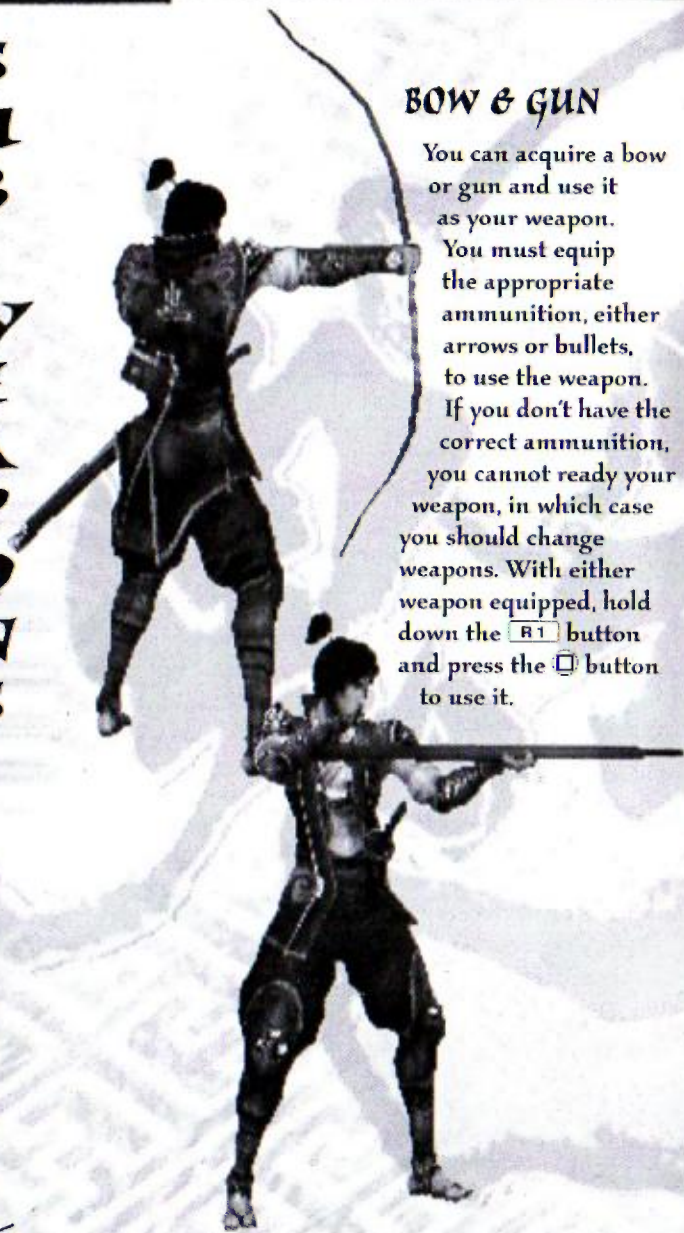 BOW & GUN
You can acquire a bow
or gun and use it
as your weapon.
You must equip
the appropriate
ammunition, either
arrows or bullets,
to use the weapon.
If you don't have the
correct ammunition,
you cannot ready your
weapon, in which case
you should change
weapons. With either
weapon equipped, hold
down the R1 button
and press the □ button
to use it.